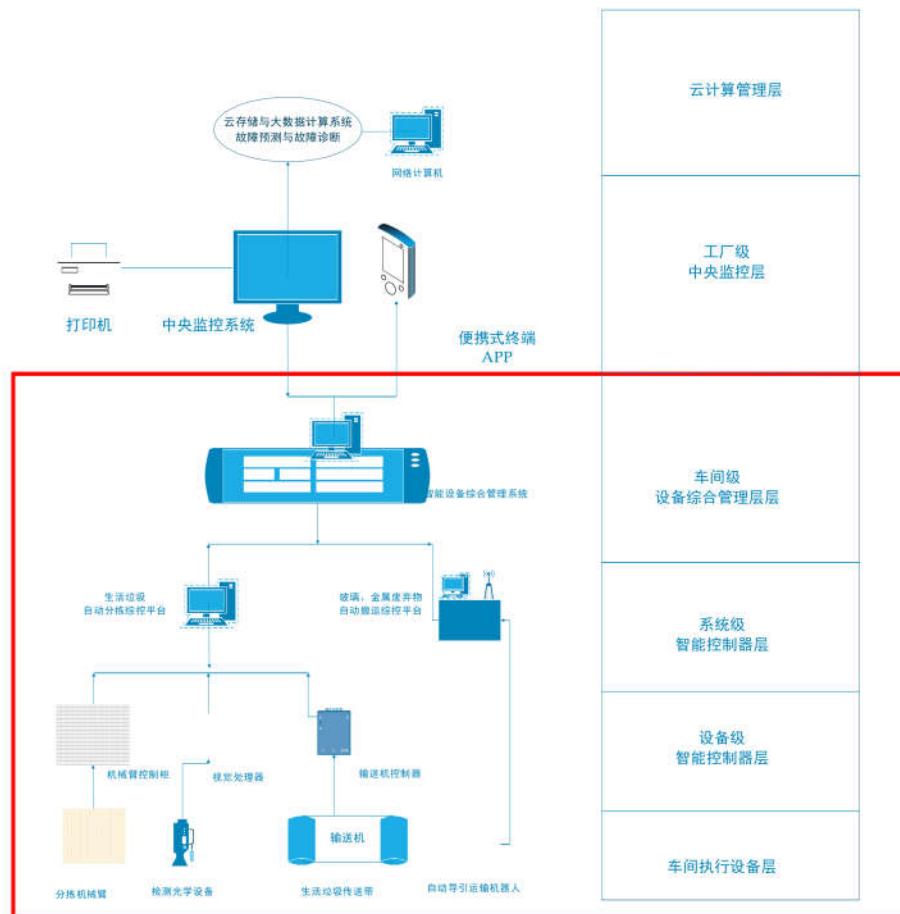 云计算管理层
云存储与大数据计算系统
故障预测与故障诊断
网络计算机
工厂级
中央监控层
打印机
中央监控系统
便携式终端
APP
车间级
设备综合管理层层
智能设备综合管理系统
生活垃圾
自动分拣综控平台
玻璃、金属废弃物
自动搬运综控平台
系统级
智能控制器层
设备级
智能控制器层
机械臂控制柜
视觉处理器
输送机控制器
输送机
车间执行设备层
分拣机械臂
检测光学设备
生活垃圾传送带
自动导引运输机器人